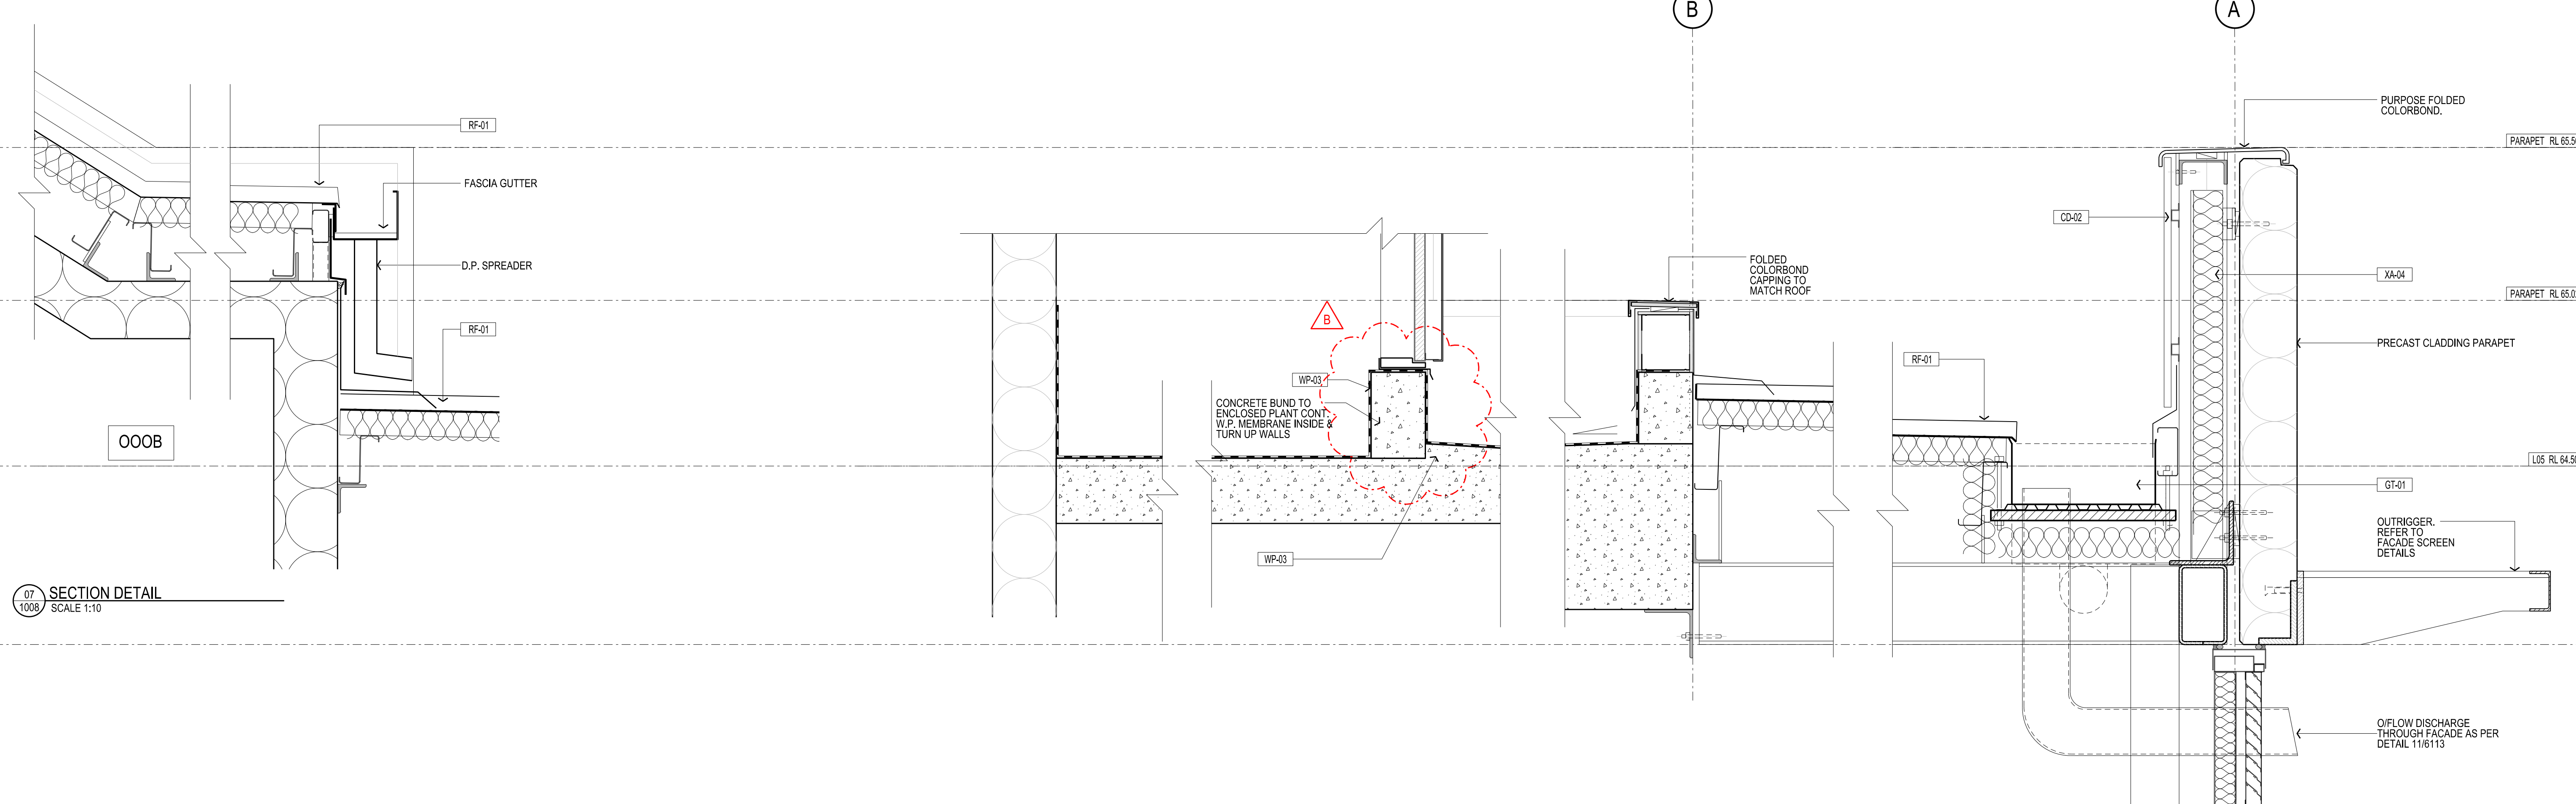 B
A
PURPOSE FOLDED
COLORBOND.
RF-01
PARAPET RL 65.5
FASCIA GUTTER
CD-02
D.P. SPREADER
FOLDED
COLORBOND
CAPPING TO
MATCH ROOF
XA-04
PARAPET RL 65.0
B
RF-01
PRECAST CLADDING PARAPET
RF-01
WP-03
CONCRETE BUND TO
ENCLOSED PLANT CONT.
W.P. MEMBRANE INSIDE &
TURN UP WALLS
OOOB
L05 RL 64.50
GT-01
OUTRIGGER.
REFER TO
FACADE SCREEN
DETAILS
WP-03
07
1008
SECTION DETAIL
SCALE 1:10
O/FLOW DISCHARGE
THROUGH FACADE AS PER
DETAIL 11/6113